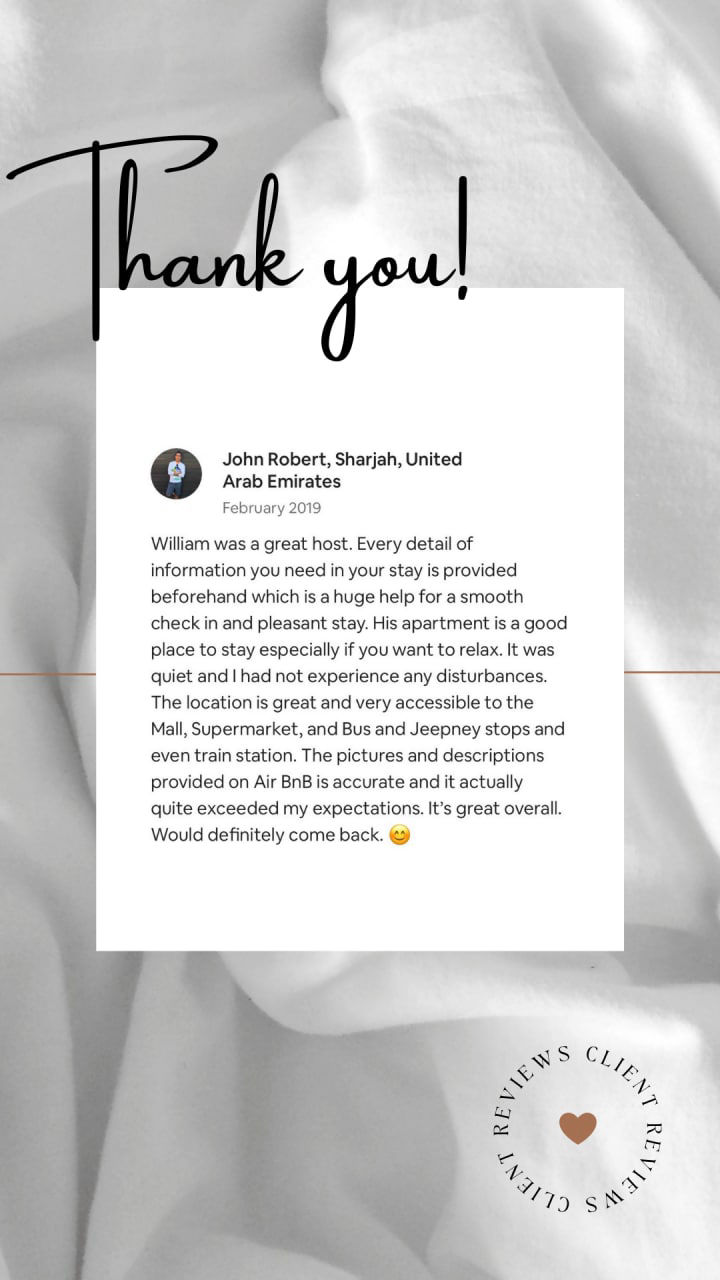 Thank you!
John Robert, Sharjah, United
Arab Emirates
February 2019
William was a great host. Every detail of
information you need in your stay is provided
beforehand which is a huge help for a smooth
check in and pleasant stay. His apartment is a good
place to stay especially if you want to relax. It was
quiet and I had not experience any disturbances.
The location is great and very accessible to the
Mall, Supermarket, and Bus and Jeepney stops and
even train station. The pictures and descriptions
provided on Air BnB is accurate and it actually
quite exceeded my expectations. It’s great overall.
Would definitely come back. 😊
CLIENT REVIEWS CLIENT REVIEWS